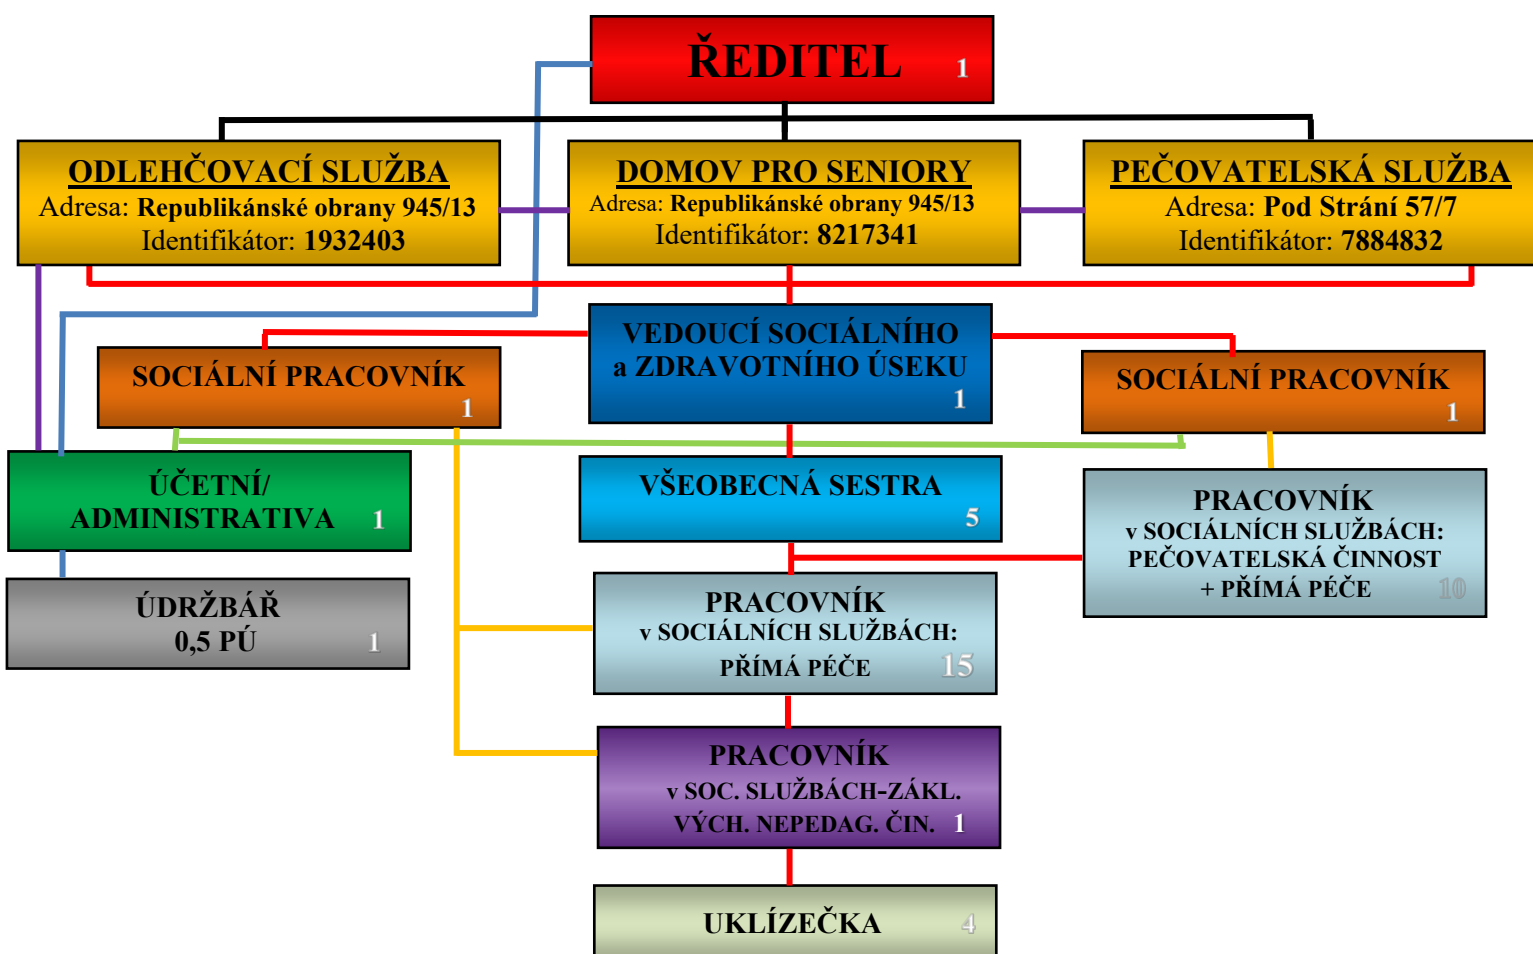 ŘEDITEL 1
ODLEHČOVACÍ SLUŽBA
Adresa: Republikánské obrany 945/13
Identifikátor: 1932403
DOMOV PRO SENIORY
Adresa: Republikánské obrany 945/13
Identifikátor: 8217341
PEČOVATELSKÁ SLUŽBA
Adresa: Pod Strání 57/7
Identifikátor: 7884832
VEDOUCÍ SOCIÁLNÍHO
a ZDRAVOTNÍHO ÚSEKU
1
SOCIÁLNÍ PRACOVNÍK
1
SOCIÁLNÍ PRACOVNÍK
1
ÚČETNÍ/
ADMINISTRATIVA 1
VŠEOBECNÁ SESTRA
5
PRACOVNÍK
v SOCIÁLNÍCH SLUŽBÁCH:
PEČOVATELSKÁ ČINNOST
+ PŘÍMÁ PÉČE 10
ÚDRŽBÁŘ
0,5 PÚ 1
PRACOVNÍK
v SOCIÁLNÍCH SLUŽBÁCH:
PŘÍMÁ PÉČE 15
PRACOVNÍK
v SOC. SLUŽBÁCH-ZÁKL.
VÝCH. NEPEDAG. ČIN. 1
UKLÍZEČKA 4